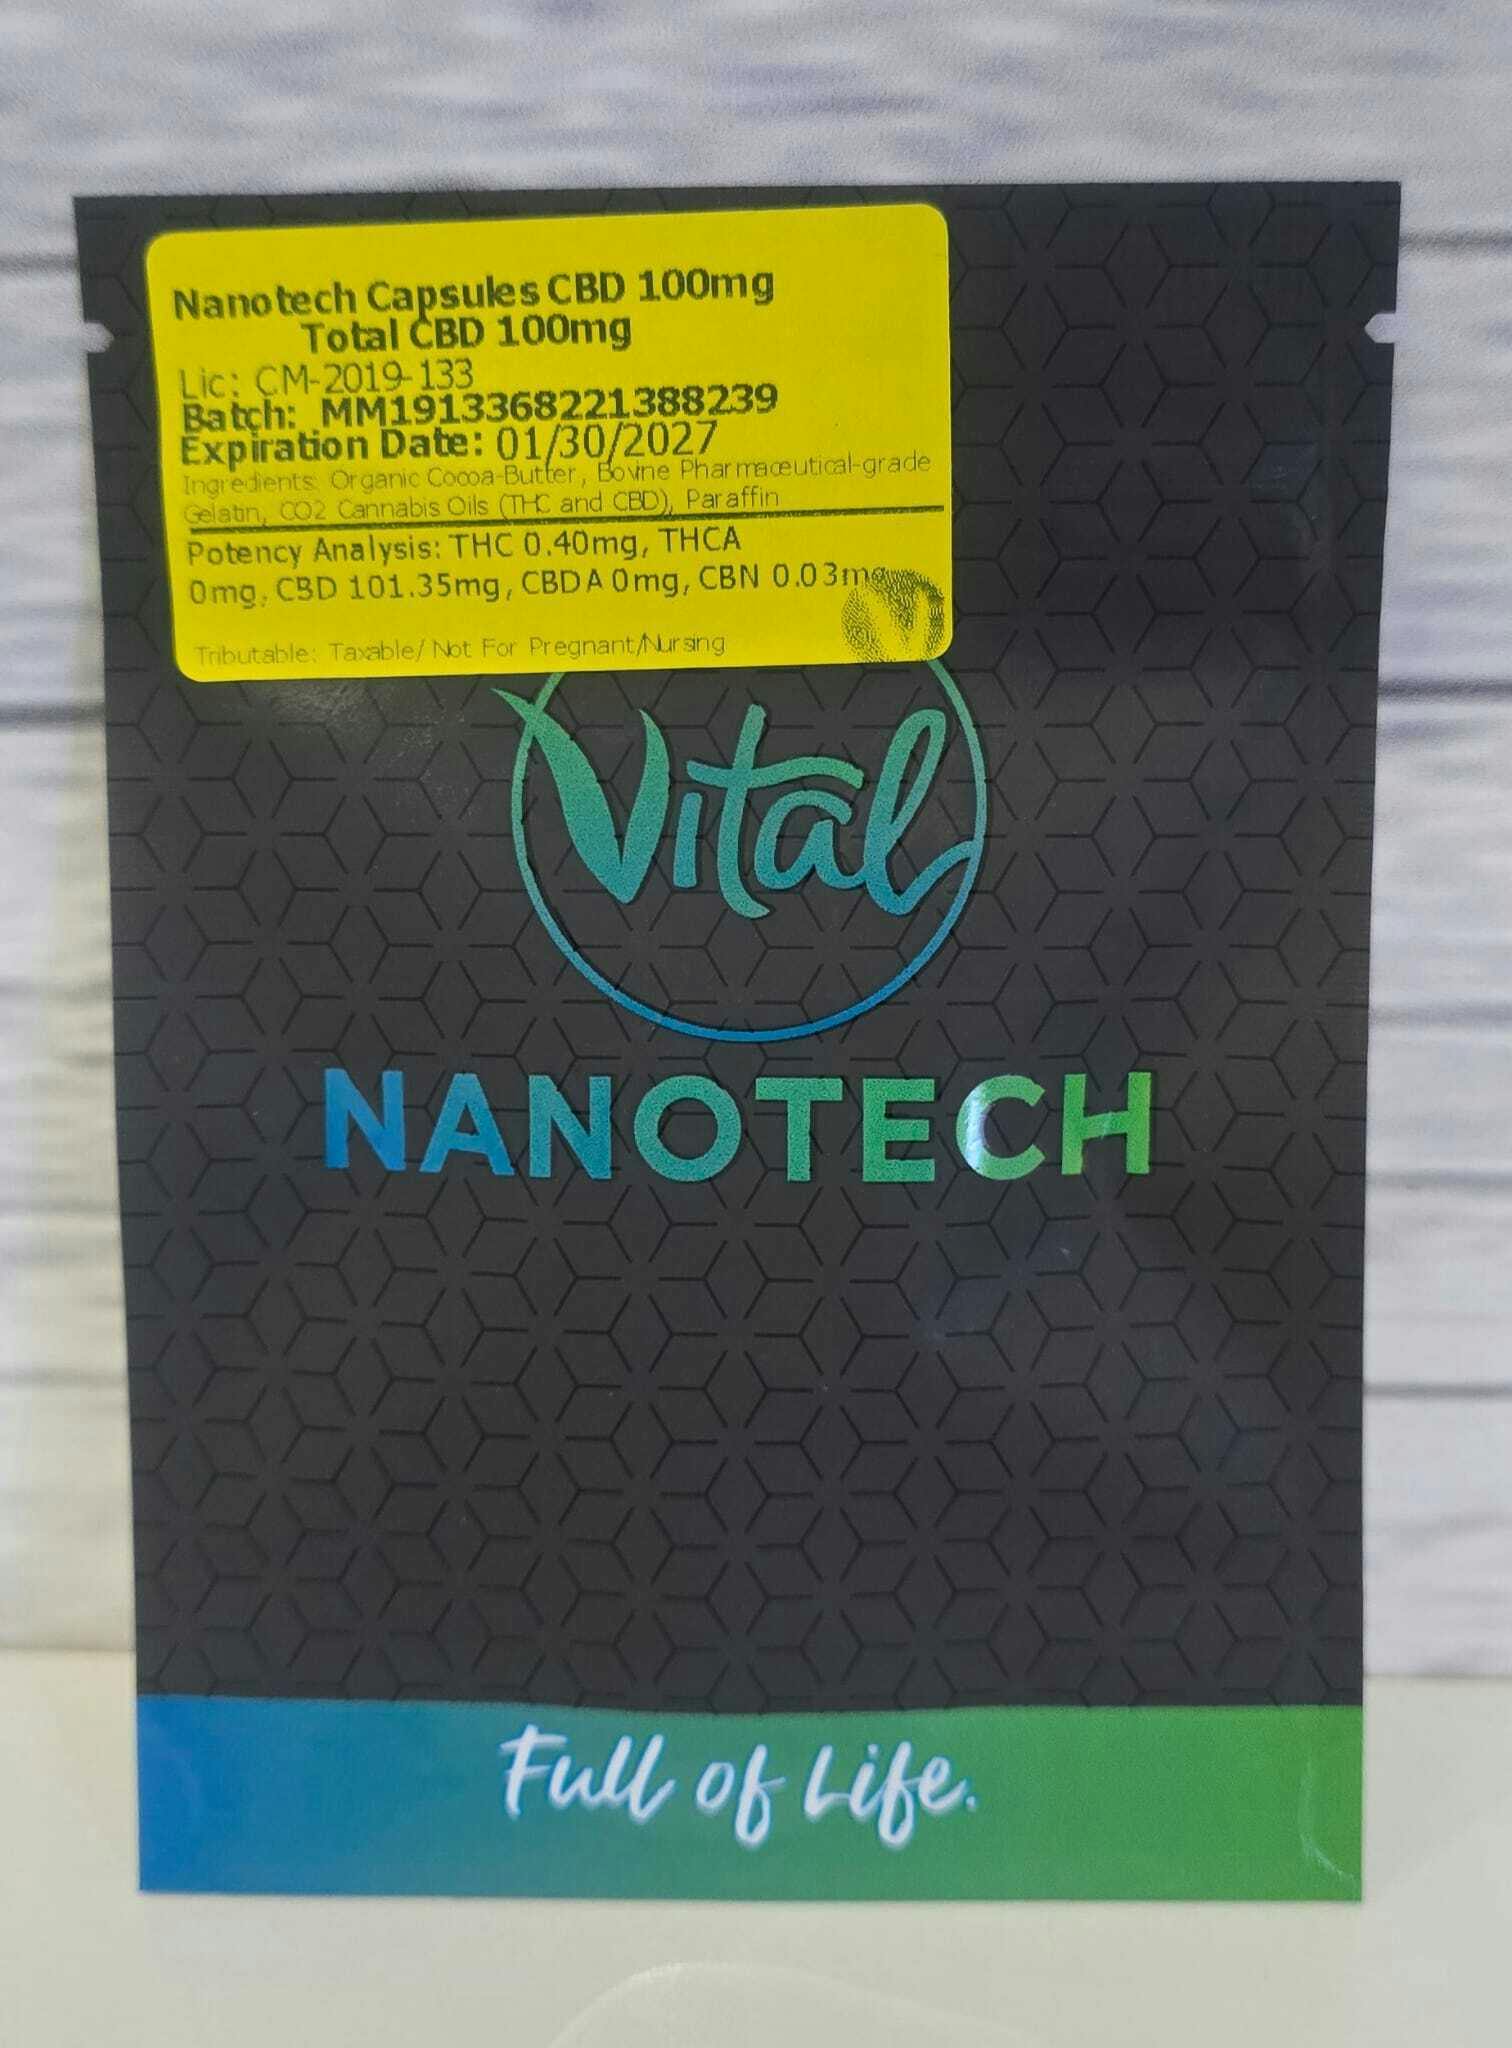 Nanotech Capsules CBD 100mg
Total CBD 100mg
Lic: CM-2019-133
Batch: MM1913368221388239
Expiration Date: 01/30/2027
Ingredients: Organic Cocoa-Butter, Bovine Pharmaceutical-grade
Gelatin, CO2 Cannabis Oils (THC and CBD), Paraffin
Potency Analysis: THC 0.40mg, THCA
0mg, CBD 101.35mg, CBDA 0mg, CBN 0.03mg
Tributable: Taxable/ Not For Pregnant/Nursing
Vital
NANOTECH
Full of Life.